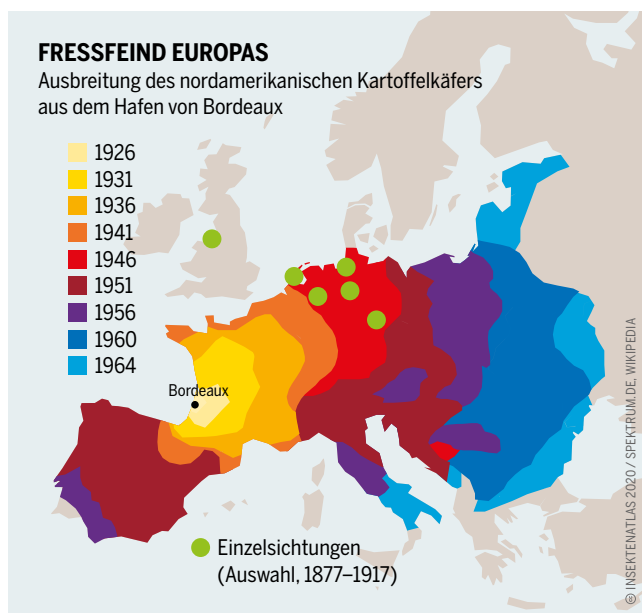 FRESSFEIND EUROPAS
Ausbreitung des nordamerikanischen Kartoffelkäfers
aus dem Hafen von Bordeaux
1926
1931
1936
1941
1946
1951
1956
1960
1964
Bordeaux
Einzelsichtungen
(Auswahl, 1877–1917)
© INSEKTENATLAS 2020 / SPEKTRUM.DE, WIKIPEDIA